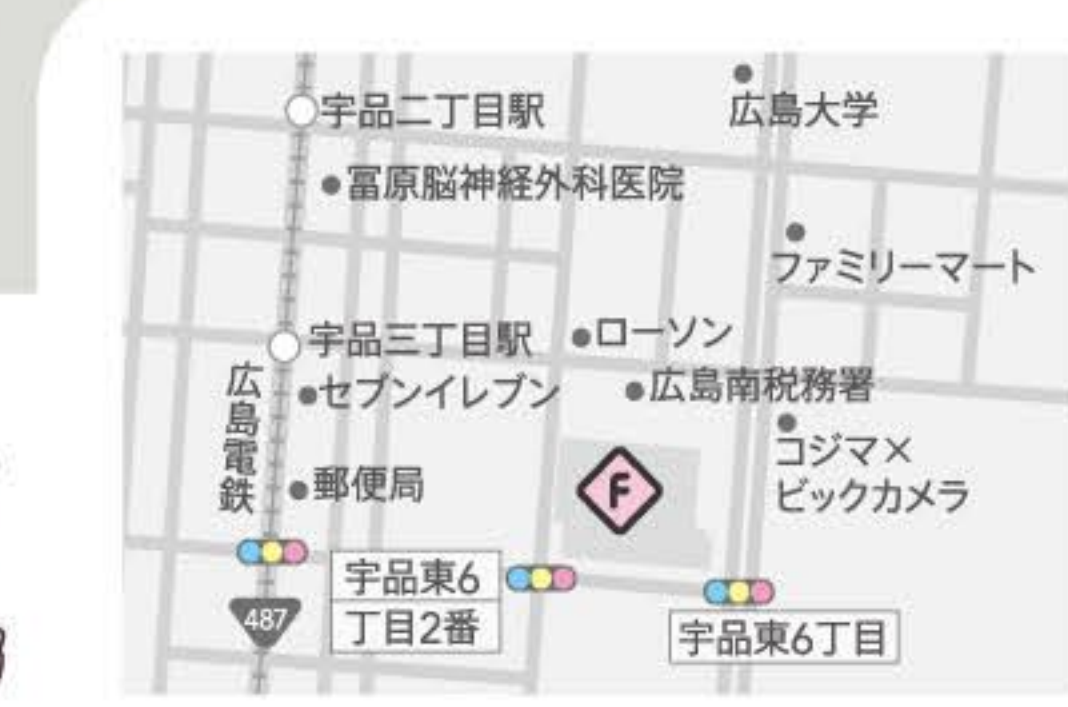 宇品二丁目駅
広島大学
冨原脳神経外科医院
ファミリーマート
宇品三丁目駅
ローソン
セブンイレブン
広島南税務署
広島電鉄
コジマ×
ビックカメラ
郵便局
F
宇品東6
丁目2番
487
宇品東6丁目